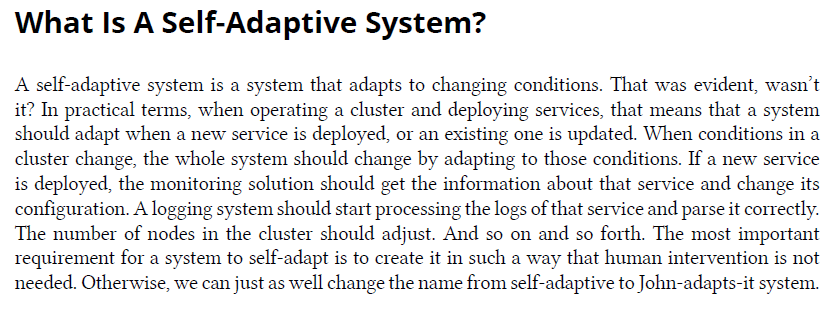 What Is A Self-Adaptive System?
A self-adaptive system is a system that adapts to changing conditions. That was evident, wasn’t
it? In practical terms, when operating a cluster and deploying services, that means that a system
should adapt when a new service is deployed, or an existing one is updated. When conditions in a
cluster change, the whole system should change by adapting to those conditions. If a new service
is deployed, the monitoring solution should get the information about that service and change its
configuration. A logging system should start processing the logs of that service and parse it correctly.
The number of nodes in the cluster should adjust. And so on and so forth. The most important
requirement for a system to self-adapt is to create it in such a way that human intervention is not
needed. Otherwise, we can just as well change the name from self-adaptive to John-adapts-it system.